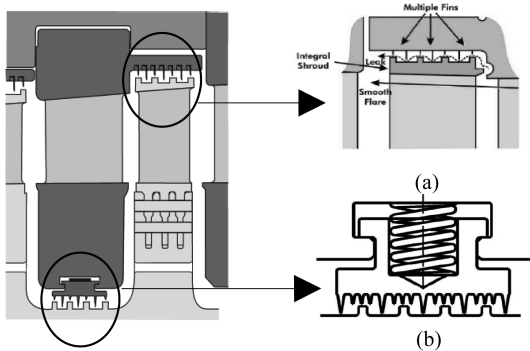 Multiple Fins
Integral
Shroud
Leak
Smooth
Flare
(a)
(b)